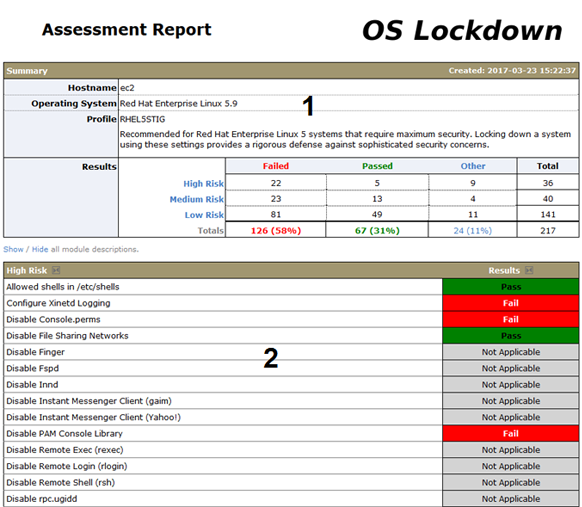 Assessment Report
OS Lockdown
Summary Created: 2017-03-23 15:22:37
Hostname ec2
Operating System Red Hat Enterprise Linux 5.9
1
Profile RHEL5STIG
Recommended for Red Hat Enterprise Linux 5 systems that require maximum security. Locking down a system
using these settings provides a rigorous defense against sophisticated security concerns.
Results Failed Passed Other Total
High Risk 22 5 9 36
Medium Risk 23 13 4 40
Low Risk 81 49 11 141
Totals 126 (58%) 67 (31%) 24 (11%) 217
Show / Hide all module descriptions.
High Risk Results
Allowed shells in /etc/shells Pass
Configure Xinetd Logging Fail
Disable Console.perms Fail
Disable File Sharing Networks Pass
Disable Finger Not Applicable
2
Disable Fspd Not Applicable
Disable Innd Not Applicable
Disable Instant Messenger Client (gaim) Not Applicable
Disable Instant Messenger Client (Yahoo!) Not Applicable
Disable PAM Console Library Fail
Disable Remote Exec (rexec) Not Applicable
Disable Remote Login (rlogin) Not Applicable
Disable Remote Shell (rsh) Not Applicable
Disable rpc.ugidd Not Applicable